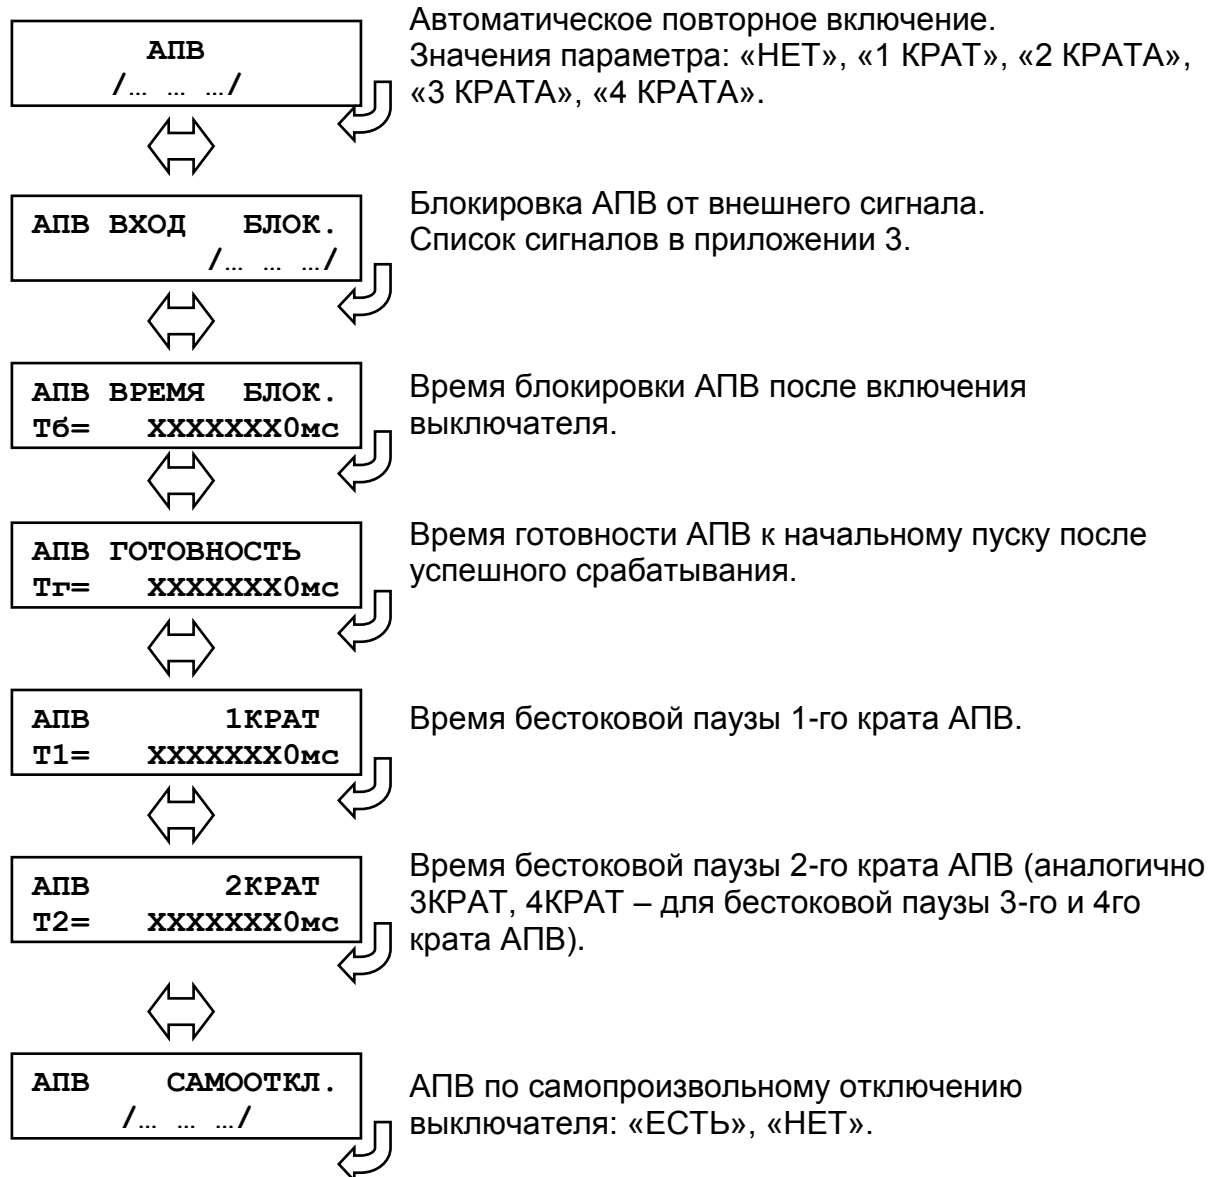 АПВ
/… … …/
Автоматическое повторное включение.
Значения параметра: «НЕТ», «1 КРАТ», «2 КРАТА»,
«3 КРАТА», «4 КРАТА».
АПВ ВХОД БЛОК.
/… … …/
Блокировка АПВ от внешнего сигнала.
Список сигналов в приложении 3.
АПВ ВРЕМЯ БЛОК.
Тб= XXXXXXX0мс
Время блокировки АПВ после включения
выключателя.
АПВ ГОТОВНОСТЬ
Тг= XXXXXXX0мс
Время готовности АПВ к начальному пуску после
успешного срабатывания.
АПВ 1КРАТ
Т1= XXXXXXX0мс
Время бестоковой паузы 1-го крата АПВ.
АПВ 2КРАТ
Т2= XXXXXXX0мс
Время бестоковой паузы 2-го крата АПВ (аналогично
3КРАТ, 4КРАТ – для бестоковой паузы 3-го и 4го
крата АПВ).
АПВ САМООТКЛ.
/… … …/
АПВ по самопроизвольному отключению
выключателя: «ЕСТЬ», «НЕТ».